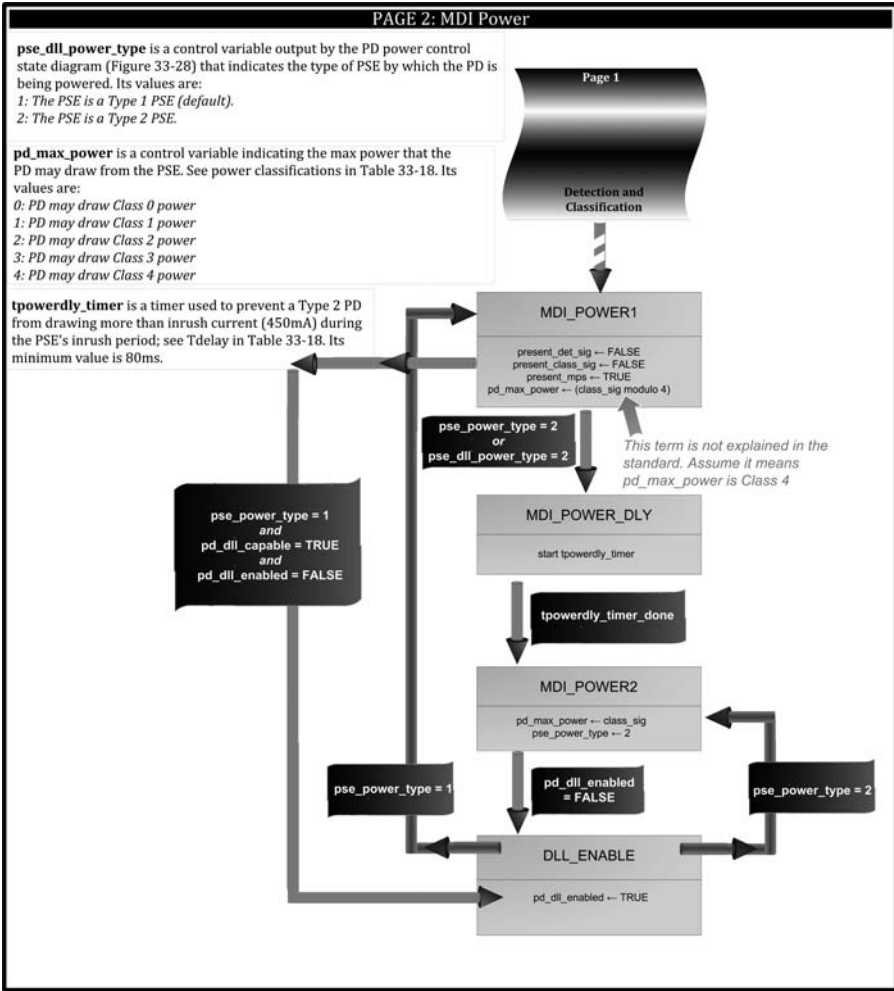 PAGE 2: MDI Power
pse_dll_power_type is a control variable output by the PD power control
state diagram (Figure 33-28) that indicates the type of PSE by which the PD is
being powered. Its values are:
1: The PSE is a Type 1 PSE (default).
2: The PSE is a Type 2 PSE.
pd_max_power is a control variable indicating the max power that the
PD may draw from the PSE. See power classifications in Table 33-18. Its
values are:
0: PD may draw Class 0 power
1: PD may draw Class 1 power
2: PD may draw Class 2 power
3: PD may draw Class 3 power
4: PD may draw Class 4 power
tpowerdly_timer is a timer used to prevent a Type 2 PD
from drawing more than inrush current (450mA) during
the PSE's inrush period; see Tdelay in Table 33-18. Its
minimum value is 80ms.
Page 1
Detection and
Classification
MDI_POWER1
present_det_sig ← FALSE
present_class_sig ← FALSE
present_mps ← TRUE
pd_max_power ← (class_sig modulo 4)
pse_power_type = 2
or
pse_dll_power_type = 2
This term is not explained in the
standard. Assume it means
pd_max_power is Class 4
pse_power_type = 1
and
pd_dll_capable = TRUE
and
pd_dll_enabled = FALSE
MDI_POWER_DLY
start tpowerdly_timer
tpowerdly_timer_done
MDI_POWER2
pd_max_power ← class_sig
pse_power_type ← 2
pse_power_type = 1
pd_dll_enabled
= FALSE
pse_power_type = 2
DLL_ENABLE
pd_dll_enabled ← TRUE